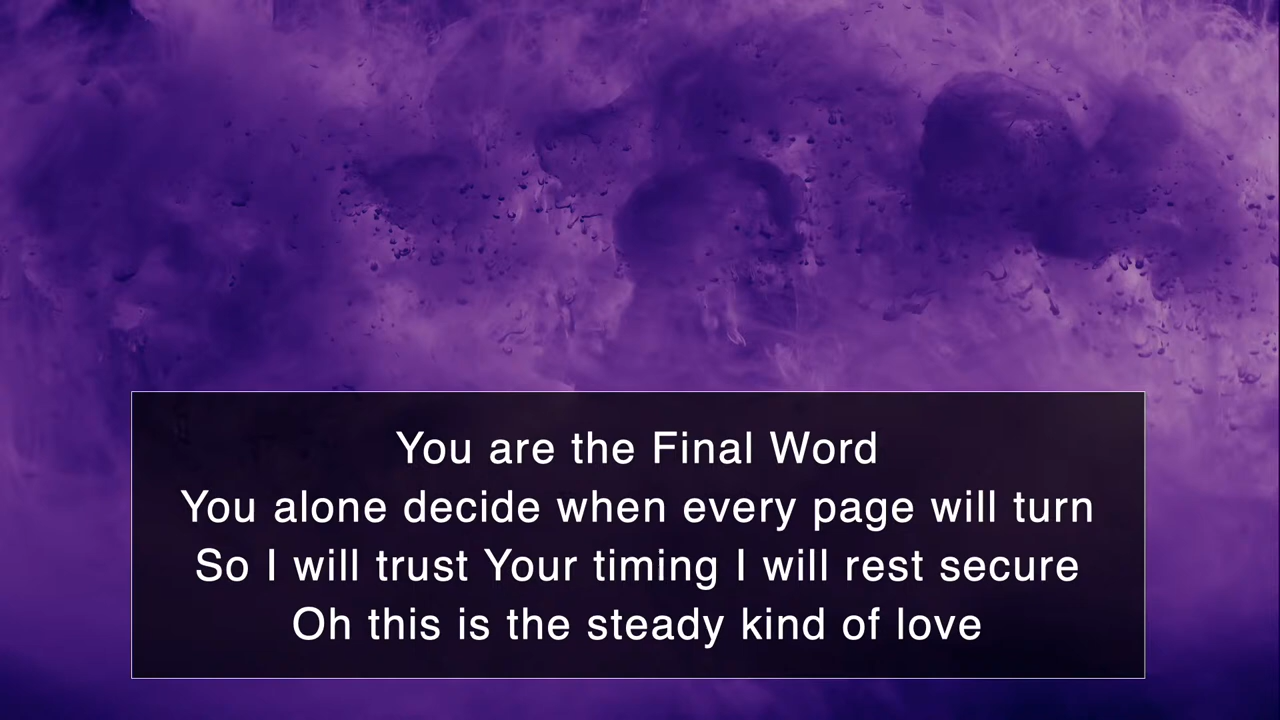 You are the Final Word
You alone decide when every page will turn
So I will trust Your timing I will rest secure
Oh this is the steady kind of love